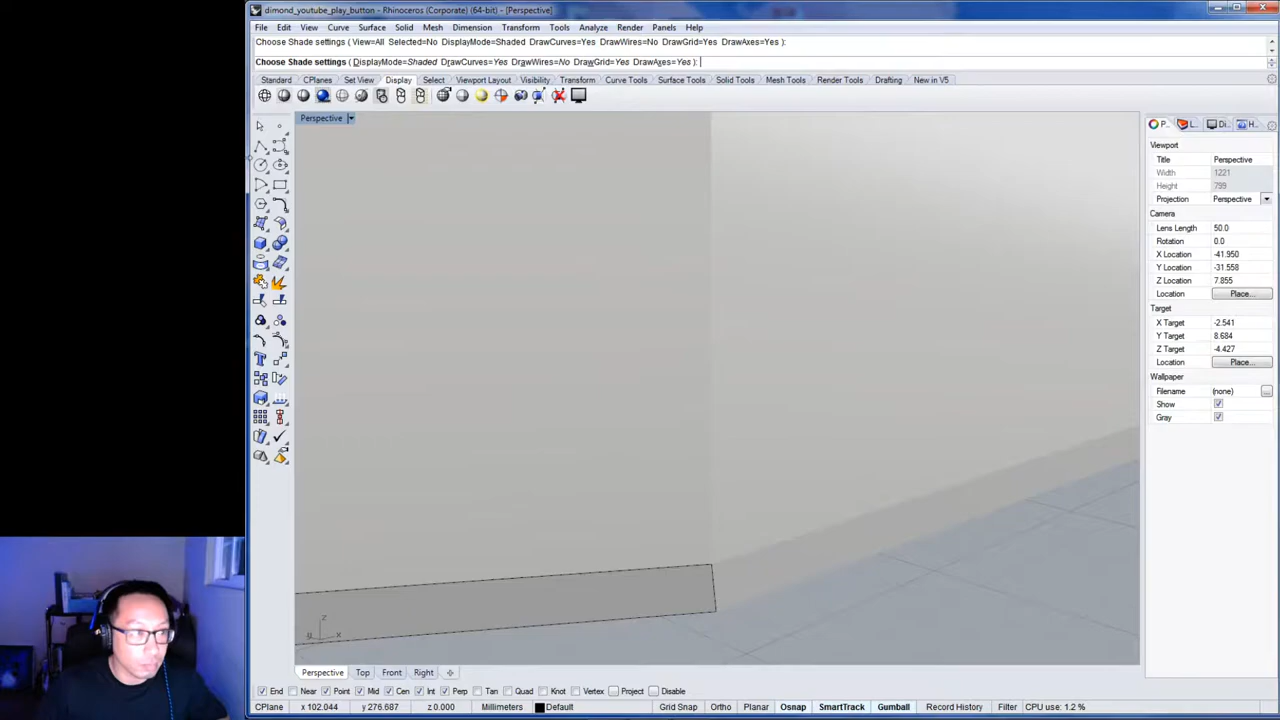 dimond_youtube_play_button - Rhinoceros (Corporate) (64-bit) - [Perspective]
File Edit View Curve Surface Solid Mesh Dimension Transform Tools Analyze Render Panels Help
Choose Shade settings ( View=All Selected=No DisplayMode=Shaded DrawCurves=Yes DrawWires=No DrawGrid=Yes DrawAxes=Yes ):
Choose Shade settings ( DisplayMode=Shaded DrawCurves=Yes DrawWires=No DrawGrid=Yes DrawAxes=Yes ):
Standard CPlanes Set View Display Select Viewport Layout Visibility Transform Curve Tools Surface Tools Solid Tools Mesh Tools Render Tools Drafting New in V5
Perspective
P... L... Di... H...
Viewport
Title Perspective
Width 1221
Height 799
Projection Perspective
Camera
Lens Length 50.0
Rotation 0.0
X Location -41.950
Y Location -31.558
Z Location 7.855
Location Place...
Target
X Target -2.541
Y Target 8.684
Z Target -4.427
Location Place...
Wallpaper
Filename (none) ...
Show
Gray
z
y x
Perspective Top Front Right
End Near Point Mid Cen Int Perp Tan Quad Knot Vertex Project Disable
CPlane x 102.044 y 276.687 z 0.000 Millimeters Default Grid Snap Ortho Planar Osnap SmartTrack Gumball Record History Filter CPU use: 1.2 %